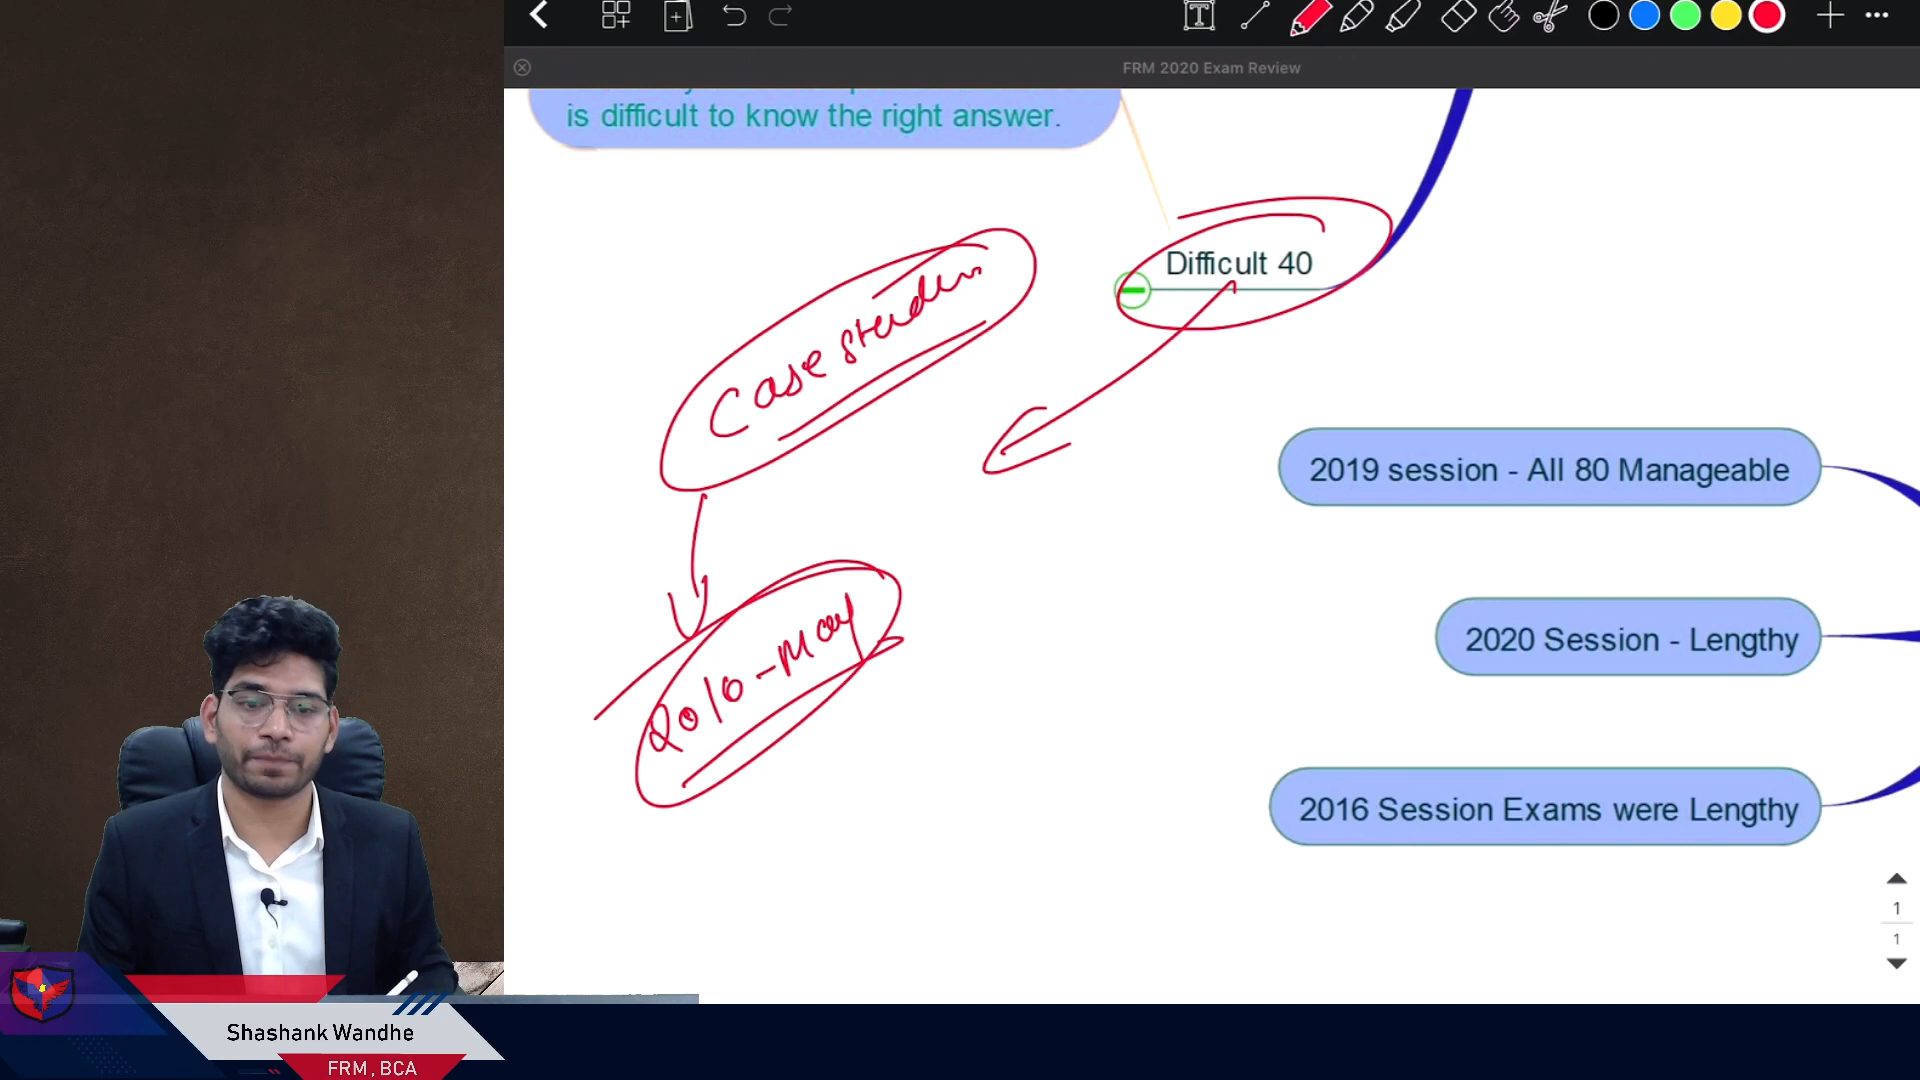 FRM 2020 Exam Review
is difficult to know the right answer.
Difficult 40
Case studies
2019 session - All 80 Manageable
2020 Session - Lengthy
2016-May
2016 Session Exams were Lengthy
1
1
Shashank Wandhe
FRM, BCA